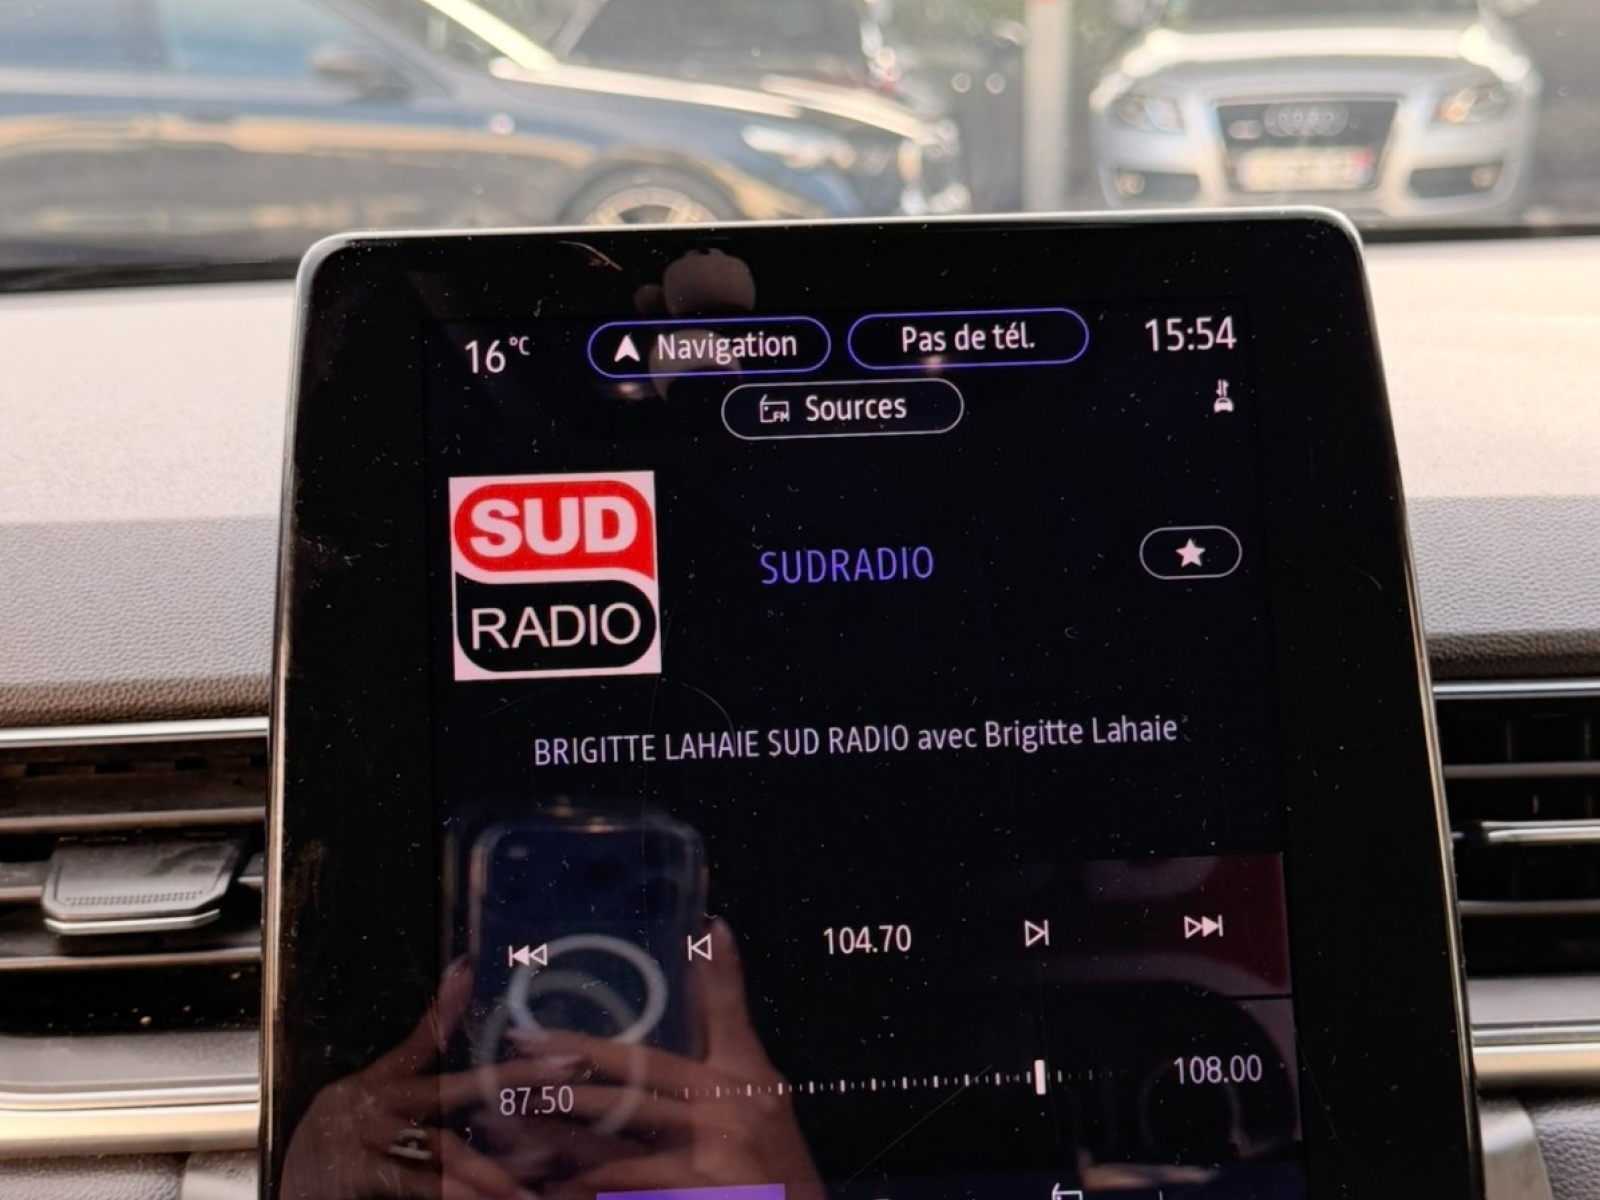 16°C
Navigation
Pas de tél.
15:54
FM Sources
SUD
RADIO
SUDRADIO
BRIGITTE LAHAIE SUD RADIO avec Brigitte Lahaie
104.70
87.50
108.00